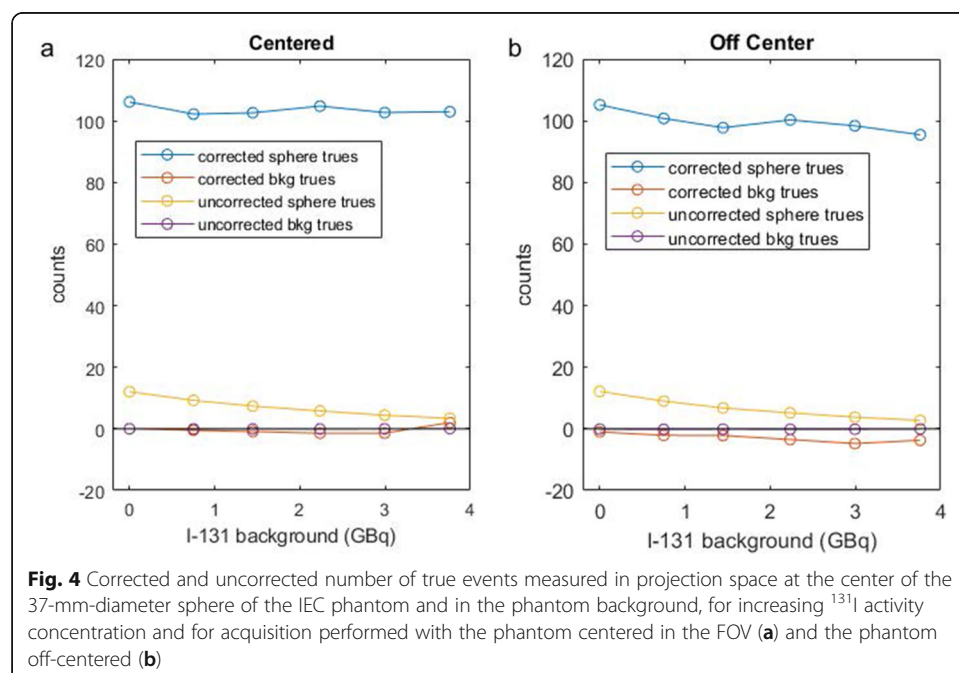 a
Centered
120
100
80
60
40
20
0
-20
counts
corrected sphere trues
corrected bkg trues
uncorrected sphere trues
uncorrected bkg trues
0 1 2 3 4
I-131 background (GBq)
b
Off Center
120
100
80
60
40
20
0
-20
counts
corrected sphere trues
corrected bkg trues
uncorrected sphere trues
uncorrected bkg trues
0 1 2 3 4
I-131 background (GBq)
Fig. 4 Corrected and uncorrected number of true events measured in projection space at the center of the
37-mm-diameter sphere of the IEC phantom and in the phantom background, for increasing ¹³¹I activity
concentration and for acquisition performed with the phantom centered in the FOV (a) and the phantom
off-centered (b)